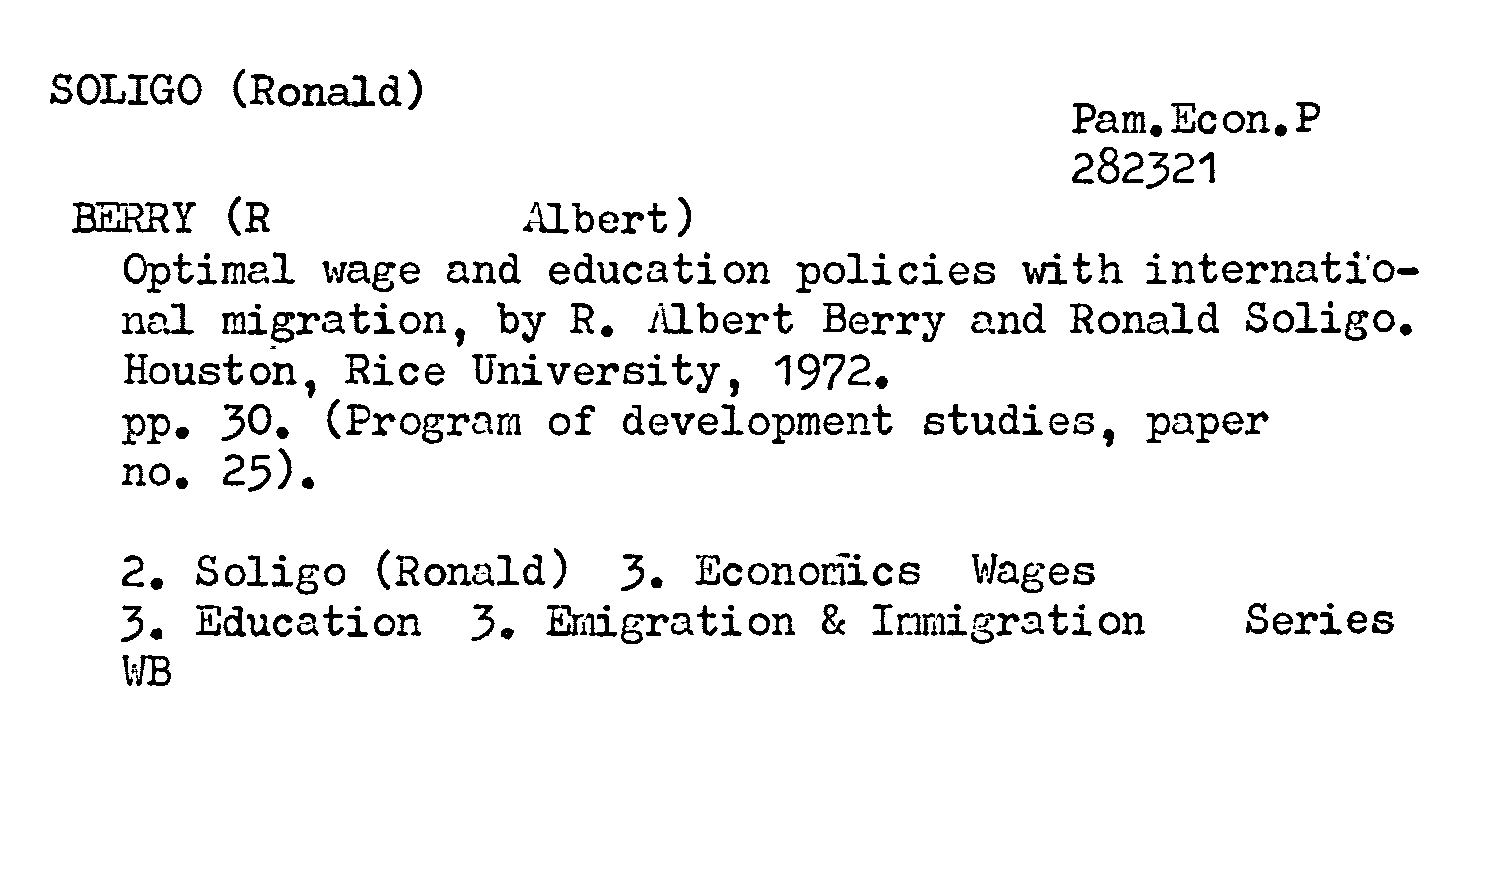 SOLIGO (Ronald)
Pam.Econ.P
282321
BERRY (R Albert)
Optimal wage and education policies with internatio-
nal migration, by R. Albert Berry and Ronald Soligo.
Houston, Rice University, 1972.
pp. 30. (Program of development studies, paper
no. 25).
2. Soligo (Ronald) 3. Economics Wages
3. Education 3. Emigration & Immigration Series
WB